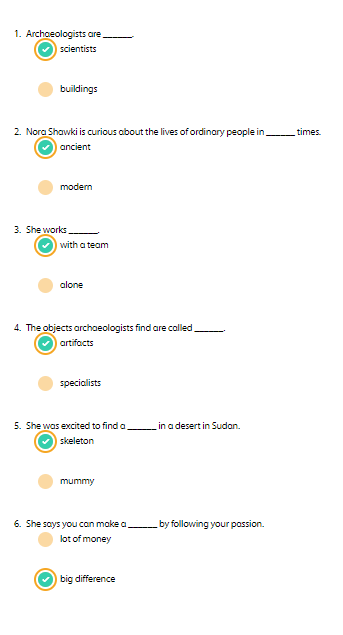 1. Archaeologists are ______.
scientists
buildings
2. Nora Shawki is curious about the lives of ordinary people in ______ times.
ancient
modern
3. She works ______.
with a team
alone
4. The objects archaeologists find are called ______.
artifacts
specialists
5. She was excited to find a ______ in a desert in Sudan.
skeleton
mummy
6. She says you can make a ______ by following your passion.
lot of money
big difference